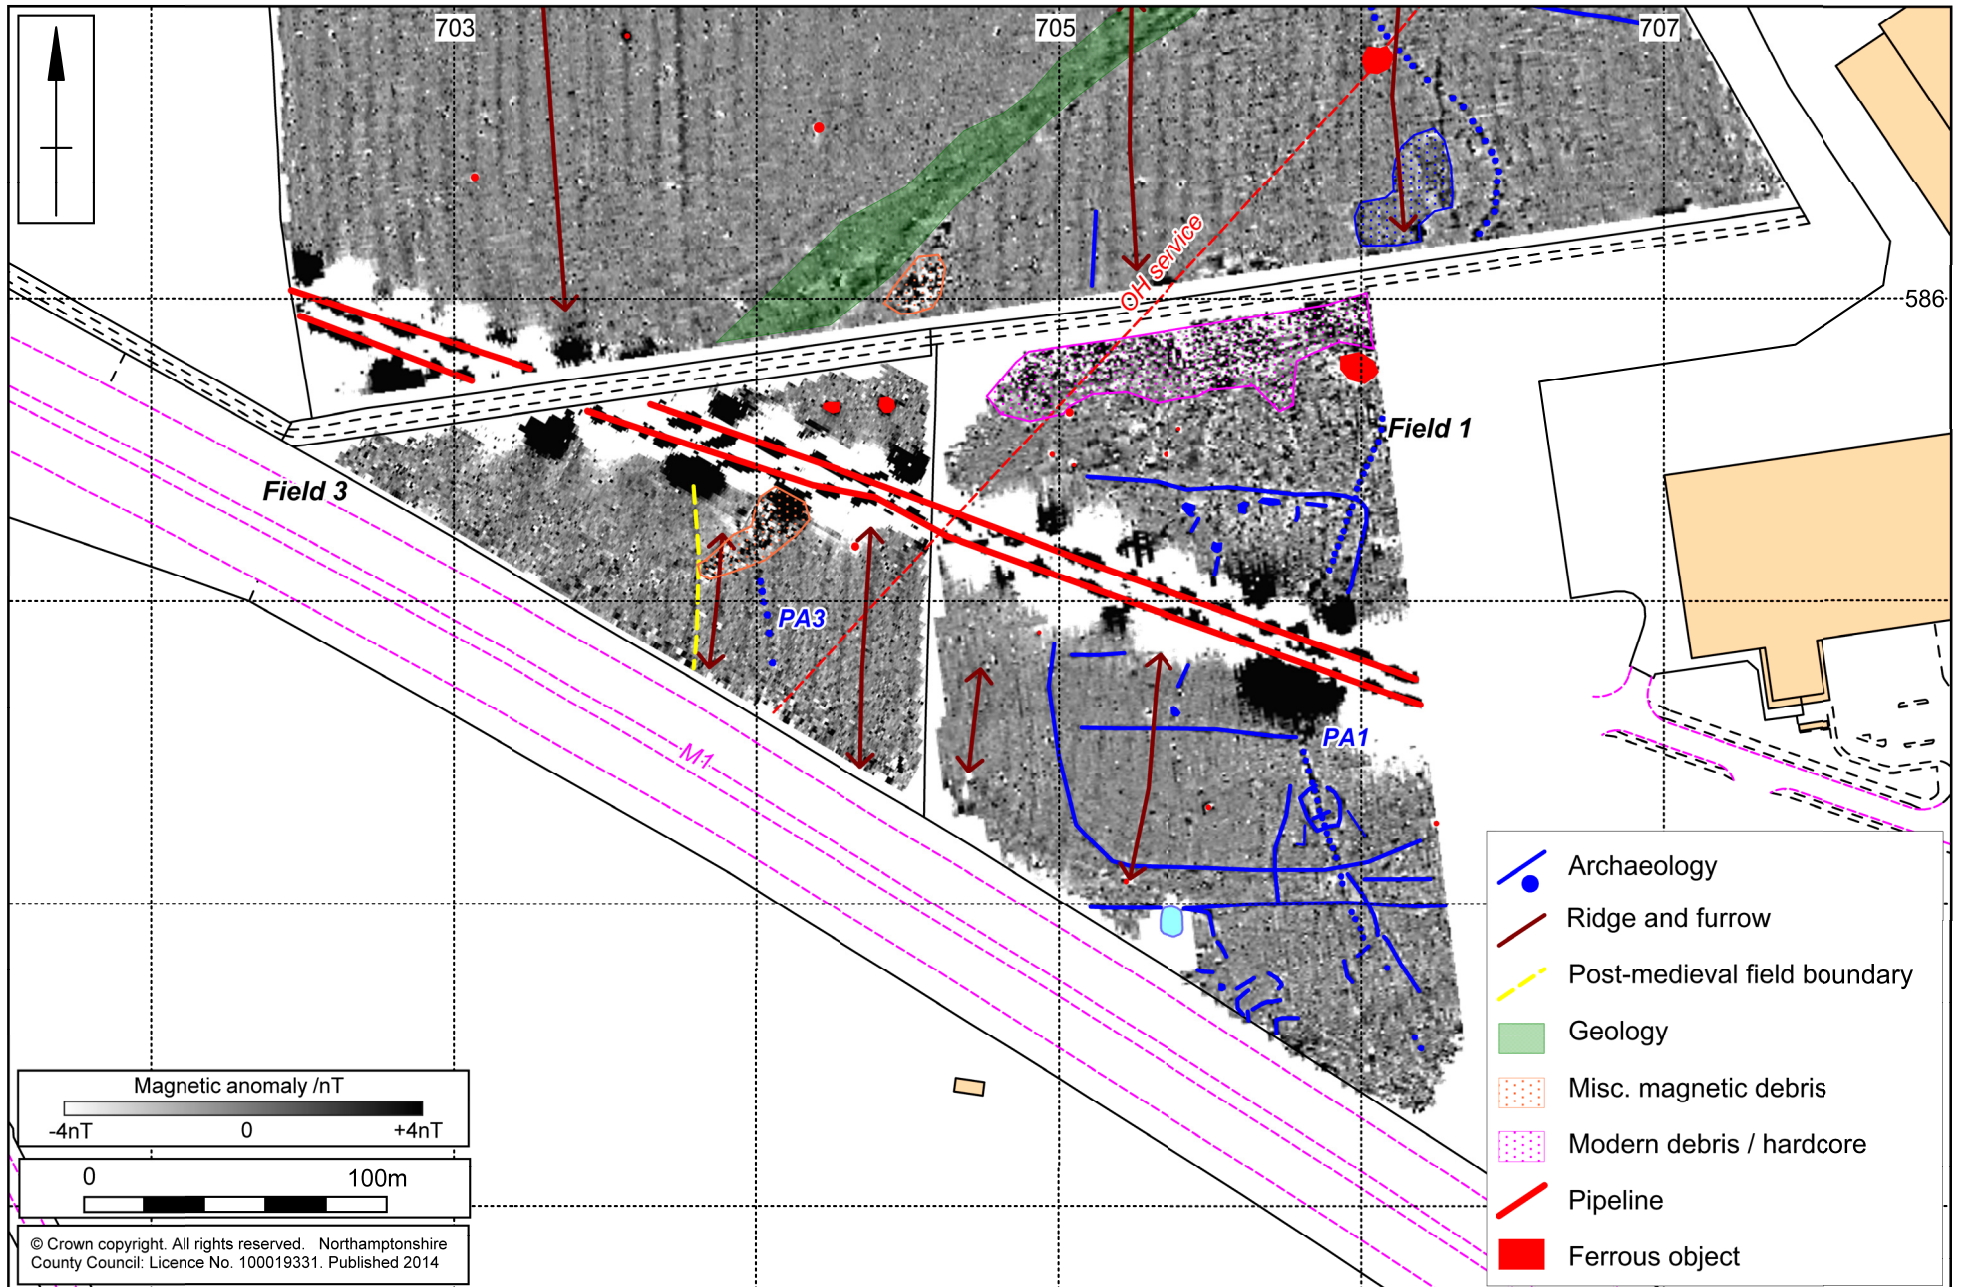 703
705
707
586
OH service
Field 1
Field 3
PA3
M1
PA1
Archaeology
Ridge and furrow
Post-medieval field boundary
Geology
Misc. magnetic debris
Modern debris / hardcore
Pipeline
Ferrous object
Magnetic anomaly /nT
-4nT 0 +4nT
0 100m
© Crown copyright. All rights reserved. Northamptonshire
County Council: Licence No. 100019331. Published 2014